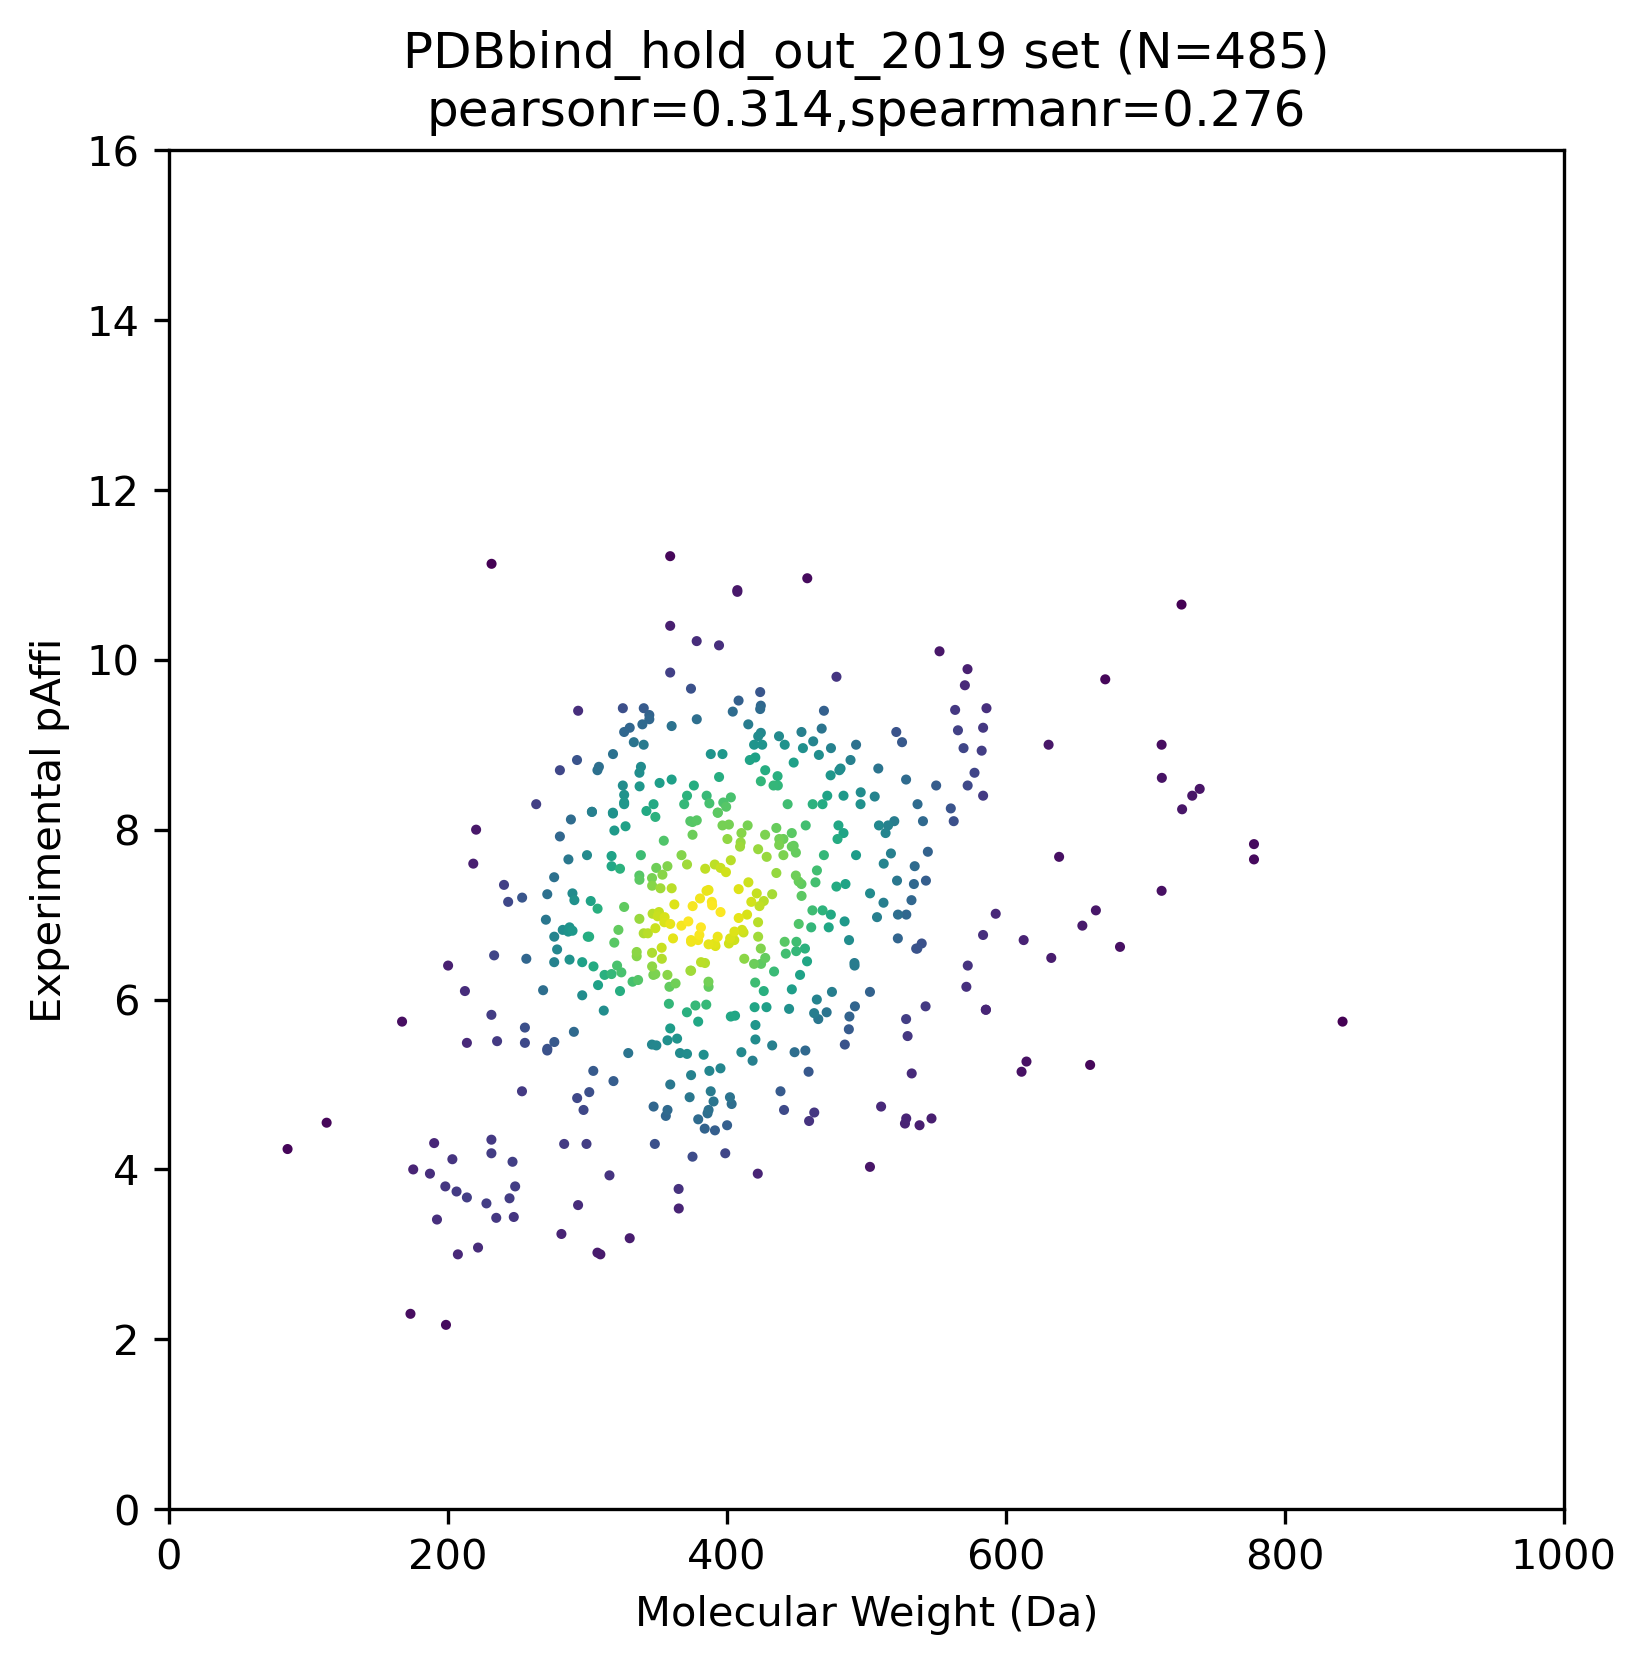 PDBbind_hold_out_2019 set (N=485)
pearsonr=0.314,spearmanr=0.276
16
14
12
10
8
6
4
2
0
Experimental pAffi
0 200 400 600 800 1000
Molecular Weight (Da)